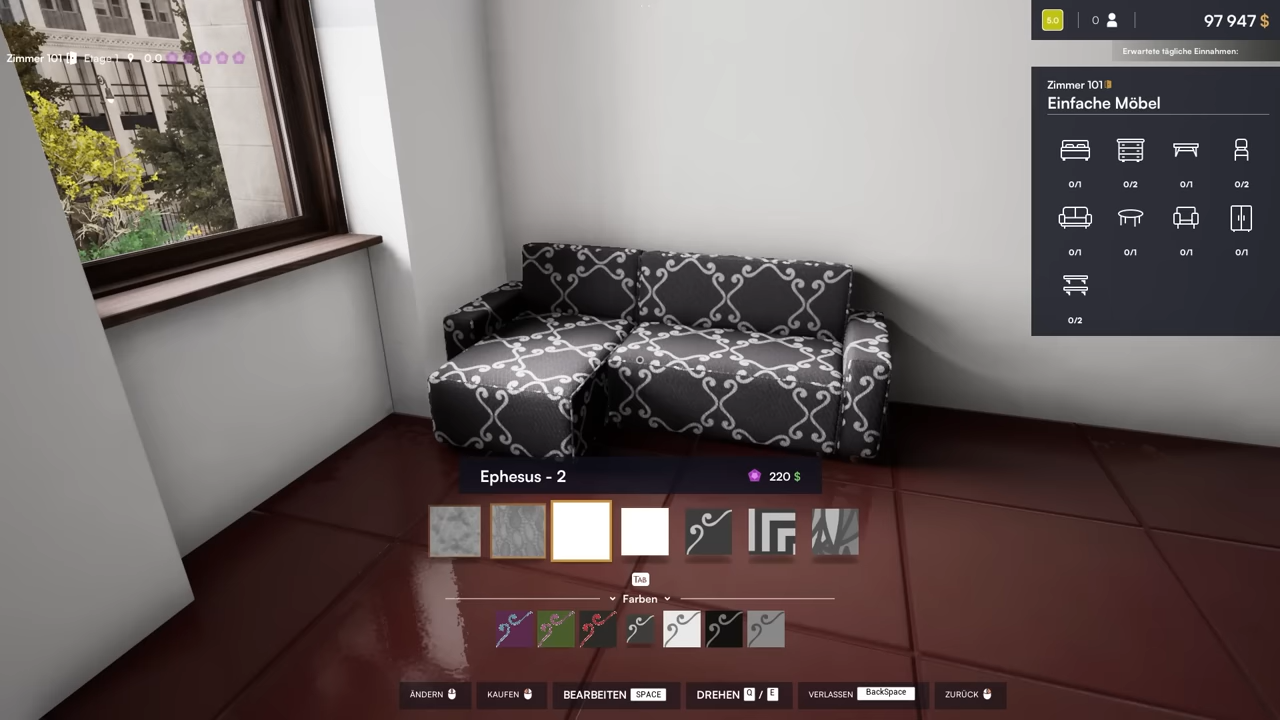 5.0 0 97 947 $
Erwartete tägliche Einnahmen:
Zimmer 101 Etage 1 0,0
Zimmer 101
Einfache Möbel
0/1 0/2 0/1 0/2
0/1 0/1 0/1 0/1
0/2
Ephesus - 2 220 $
TAB
Farben
ÄNDERN KAUFEN BEARBEITEN SPACE DREHEN Q / E VERLASSEN BackSpace ZURÜCK